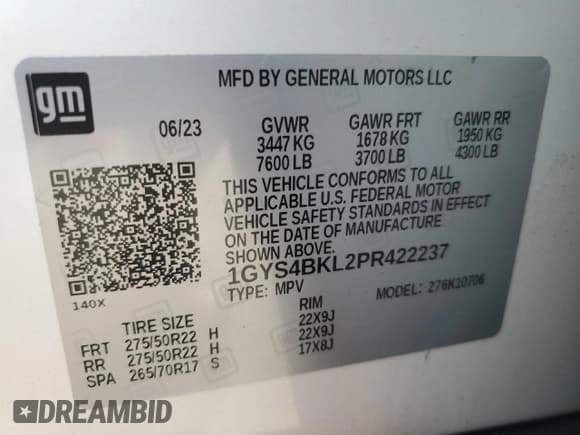 gm
MFD BY GENERAL MOTORS LLC
06/23 GVWR GAWR FRT GAWR RR
3447 KG 1678 KG 1950 KG
7600 LB 3700 LB 4300 LB
THIS VEHICLE CONFORMS TO ALL
APPLICABLE U.S. FEDERAL MOTOR
VEHICLE SAFETY STANDARDS IN EFFECT
ON THE DATE OF MANUFACTURE
SHOWN ABOVE.
1GYS4BKL2PR422237
140X TYPE: MPV MODEL: 276K10706
TIRE SIZE RIM
FRT 275/50R22 H 22X9J
RR 275/50R22 H 22X9J
SPA 265/70R17 S 17X8J
DREAMBID